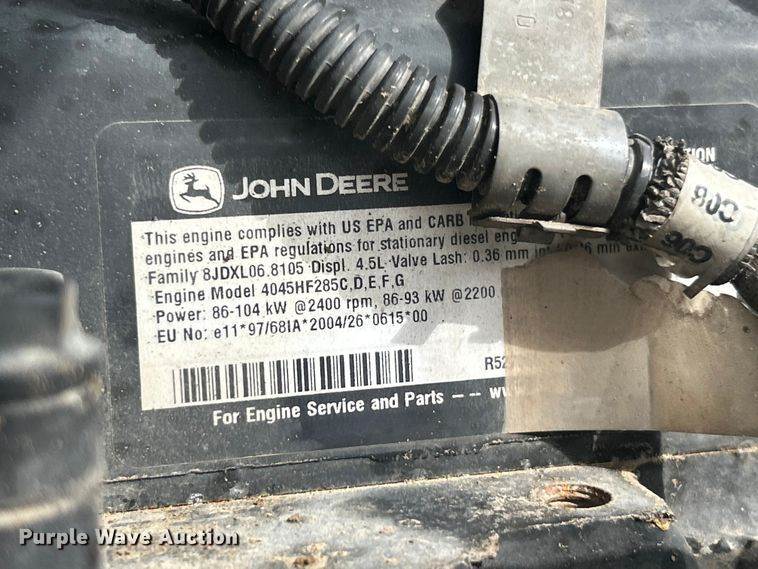 JOHN DEERE
This engine complies with US EPA and CARB
engines and EPA regulations for stationary diesel eng
Family 8JDXL06.8105 Displ. 4.5L Valve Lash: 0.36 mm
Engine Model 4045HF285C,D,E,F,G
Power: 86-104 kW @2400 rpm, 86-93 kW @2200
EU No: e11*97/68IA*2004/26*0615*00
R52
For Engine Service and Parts - -- ww
C08
C06
Purple Wave Auction